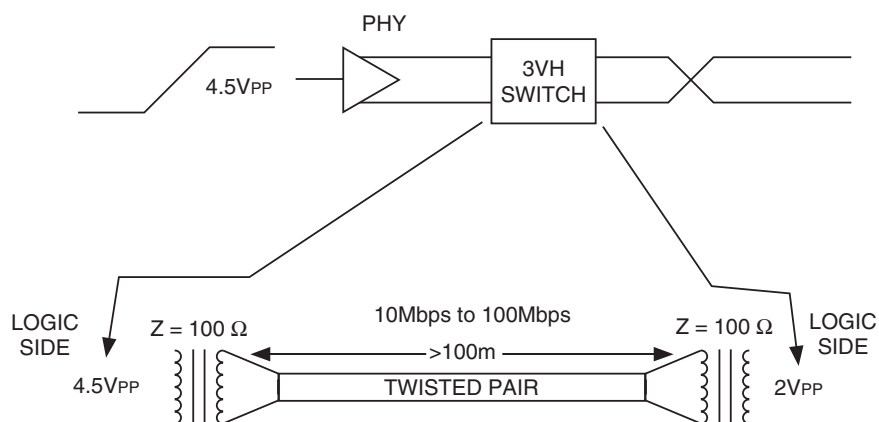 PHY
4.5VPP
3VH
SWITCH
10Mbps to 100Mbps
LOGIC
SIDE
Z = 100 Ω
Z = 100 Ω
LOGIC
SIDE
>100m
4.5VPP
TWISTED PAIR
2VPP